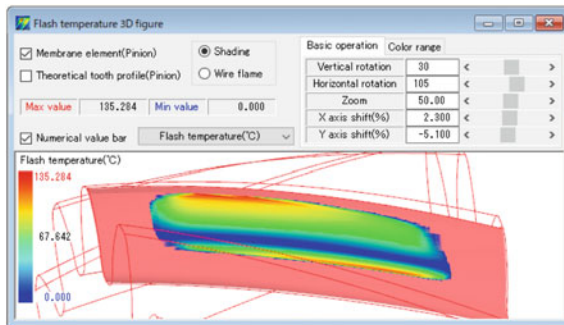 Flash temperature 3D figure
Membrane element(Pinion)
Theoretical tooth profile(Pinion)
Shading
Wire flame
Max value 135.284 Min value 0.000
Numerical value bar Flash temperature(℃)
Basic operation Color range
Vertical rotation 30 < >
Horizontal rotation 105 < >
Zoom 50.00 < >
X axis shift(%) 2.300 < >
Y axis shift(%) -5.100 < >
Flash temperature(℃)
135.284
67.642
0.000